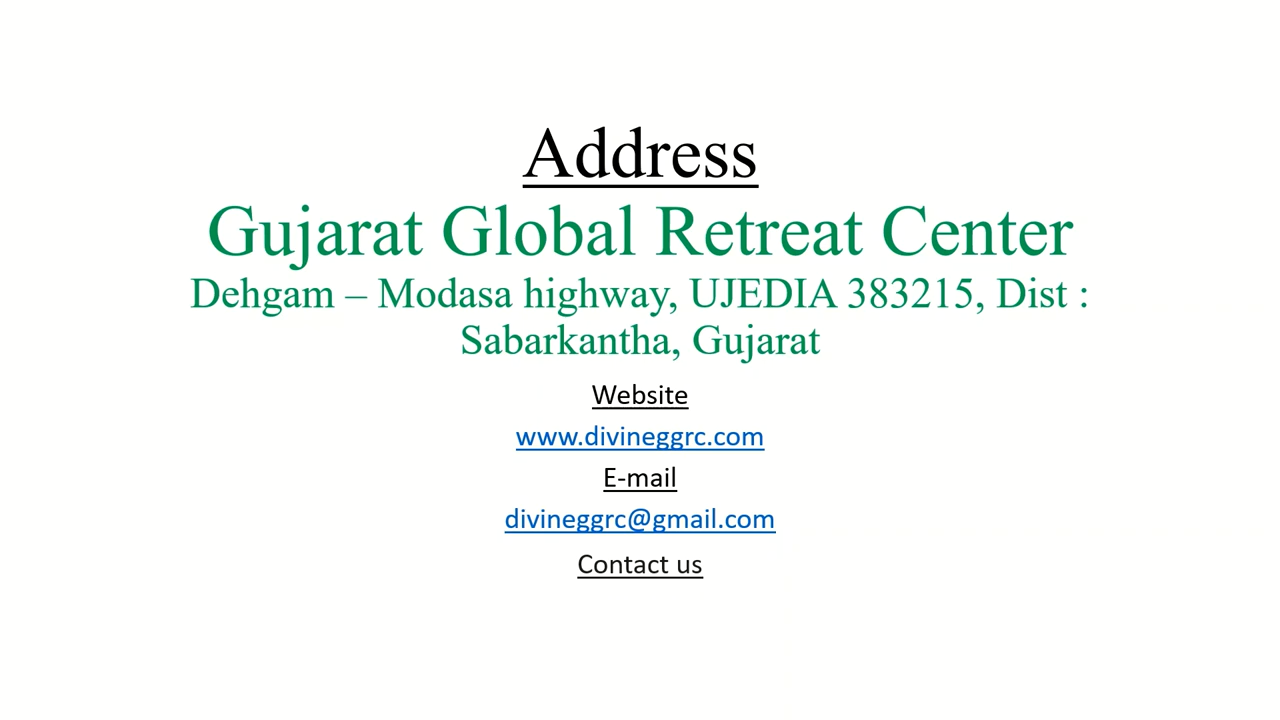 Address
Gujarat Global Retreat Center
Dehgam – Modasa highway, UJEDIA 383215, Dist :
Sabarkantha, Gujarat
Website
www.divineggrc.com
E-mail
divineggrc@gmail.com
Contact us